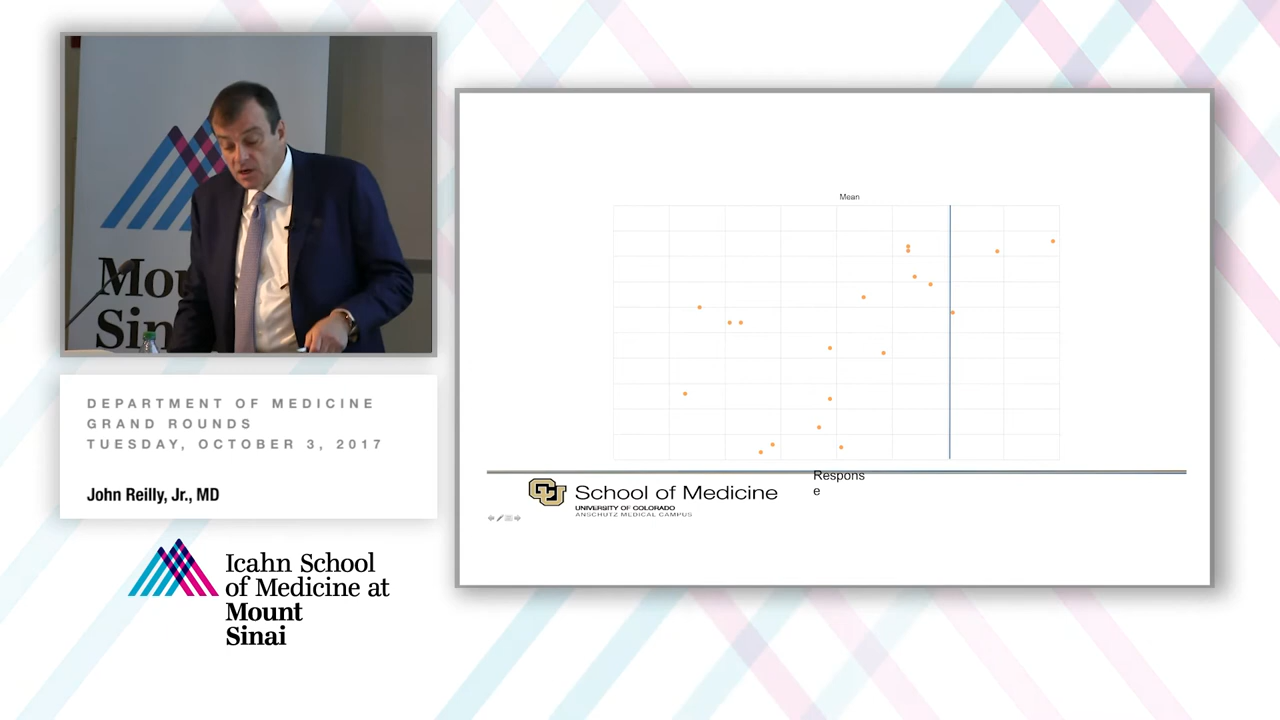 Mou
Sin
DEPARTMENT OF MEDICINE
GRAND ROUNDS
TUESDAY, OCTOBER 3, 2017
John Reilly, Jr., MD
Icahn School
of Medicine at
Mount
Sinai
Mean
Respons
e
CU
School of Medicine
UNIVERSITY OF COLORADO
ANSCHUTZ MEDICAL CAMPUS